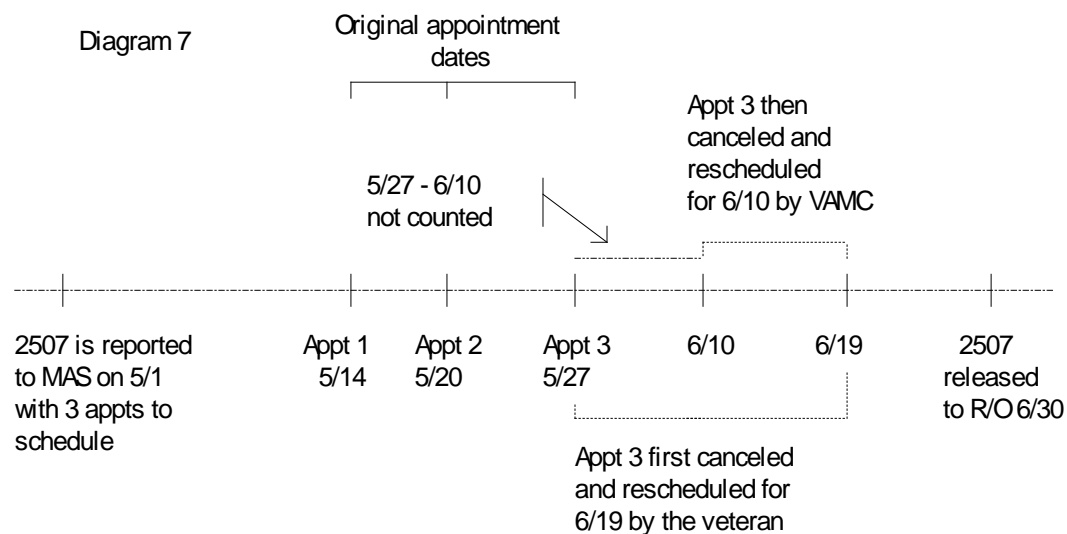 Diagram 7
Original appointment
dates
5/27 - 6/10
not counted
Appt 3 then
canceled and
rescheduled
for 6/10 by VAMC
2507 is reported
to MAS on 5/1
with 3 appts to
schedule
Appt 1
5/14
Appt 2
5/20
Appt 3
5/27
6/10
6/19
2507
released
to R/O 6/30
Appt 3 first canceled
and rescheduled for
6/19 by the veteran